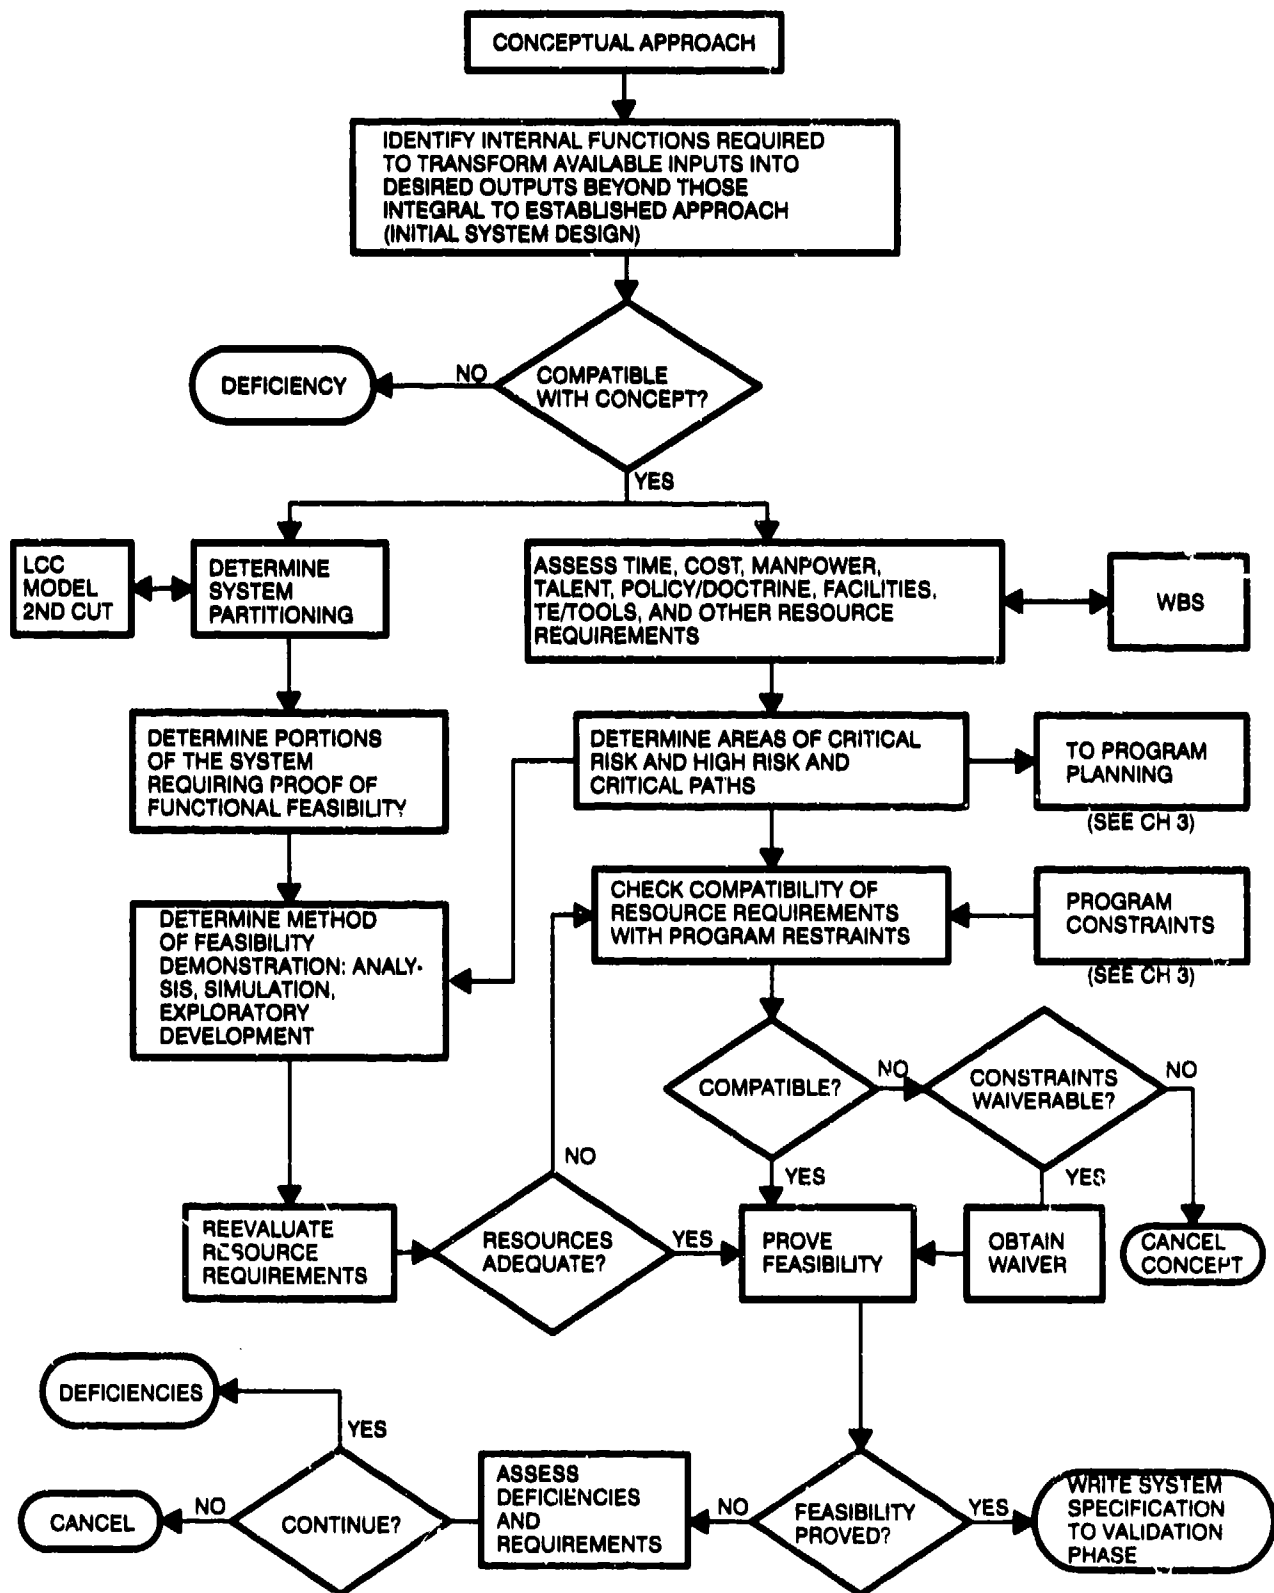 CONCEPTUAL APPROACH
IDENTIFY INTERNAL FUNCTIONS REQUIRED
TO TRANSFORM AVAILABLE INPUTS INTO
DESIRED OUTPUTS BEYOND THOSE
INTEGRAL TO ESTABLISHED APPROACH
(INITIAL SYSTEM DESIGN)
DEFICIENCY
NO
COMPATIBLE
WITH CONCEPT?
YES
LCC
MODEL
2ND CUT
DETERMINE
SYSTEM
PARTITIONING
ASSESS TIME, COST, MANPOWER,
TALENT, POLICY/DOCTRINE, FACILITIES,
TE/TOOLS, AND OTHER RESOURCE
REQUIREMENTS
WBS
DETERMINE PORTIONS
OF THE SYSTEM
REQUIRING PROOF OF
FUNCTIONAL FEASIBILITY
DETERMINE AREAS OF CRITICAL
RISK AND HIGH RISK AND
CRITICAL PATHS
TO PROGRAM
PLANNING
(SEE CH 3)
DETERMINE METHOD
OF FEASIBILITY
DEMONSTRATION: ANALY-
SIS, SIMULATION,
EXPLORATORY
DEVELOPMENT
CHECK COMPATIBILITY OF
RESOURCE REQUIREMENTS
WITH PROGRAM RESTRAINTS
PROGRAM
CONSTRAINTS
(SEE CH 3)
COMPATIBLE?
NO
CONSTRAINTS
WAIVERABLE?
NO
YES
YES
REEVALUATE
RESOURCE
REQUIREMENTS
NO
RESOURCES
ADEQUATE?
YES
PROVE
FEASIBILITY
OBTAIN
WAIVER
CANCEL
CONCEPT
DEFICIENCIES
YES
CANCEL
NO
CONTINUE?
ASSESS
DEFICIENCIES
AND
REQUIREMENTS
NO
FEASIBILITY
PROVED?
YES
WRITE SYSTEM
SPECIFICATION
TO VALIDATION
PHASE